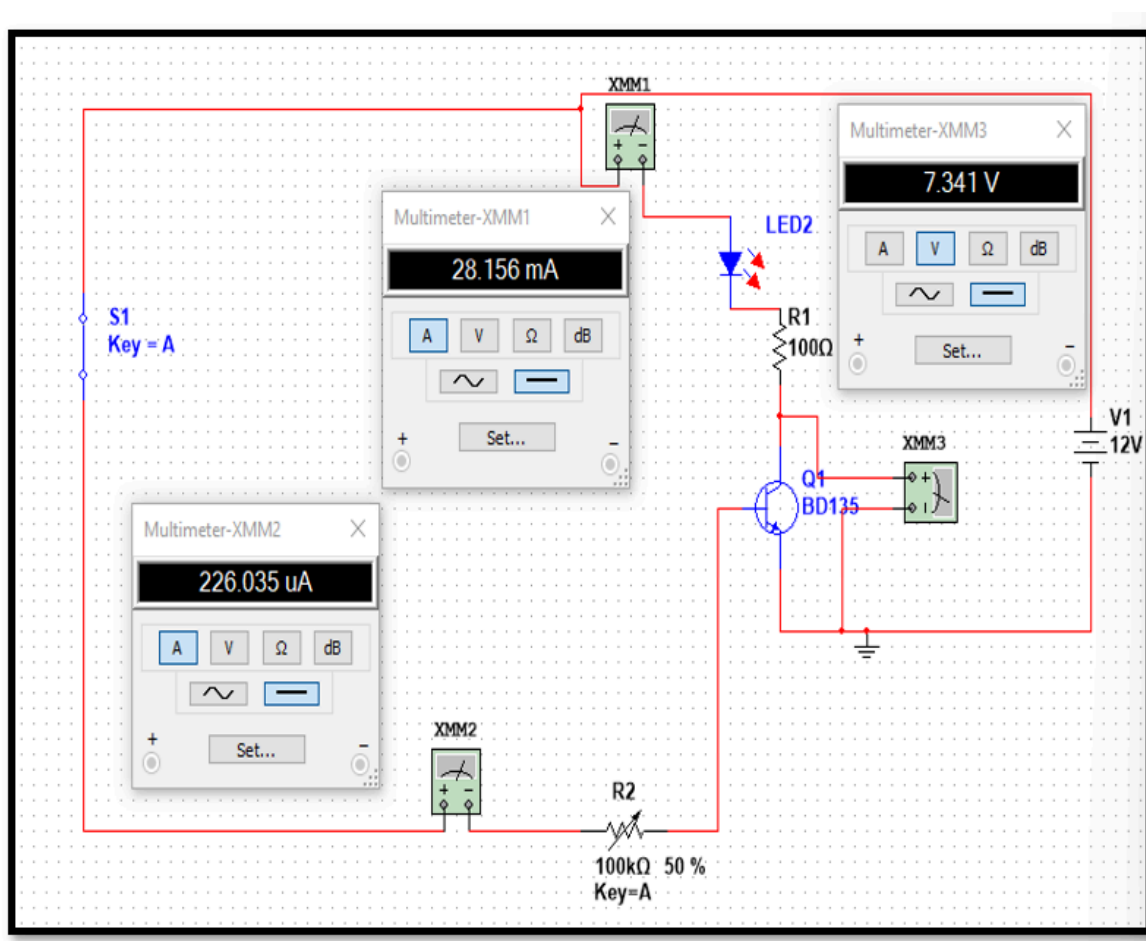 XMM1
Multimeter-XMM3
7.341 V
A V Ω dB
Set...
+ -
Multimeter-XMM1
28.156 mA
A V Ω dB
Set...
+ -
LED2
R1
100Ω
S1
Key = A
V1
12V
XMM3
Q1
BD135
Multimeter-XMM2
226.035 uA
A V Ω dB
Set...
+ -
XMM2
R2
100kΩ 50 %
Key=A